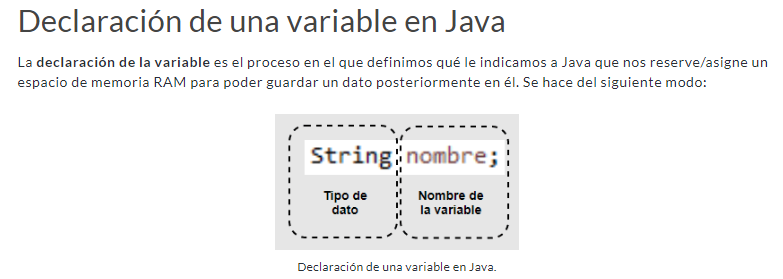 Declaración de una variable en Java
La declaración de la variable es el proceso en el que definimos qué le indicamos a Java que nos reserve/asigne un
espacio de memoria RAM para poder guardar un dato posteriormente en él. Se hace del siguiente modo:
String nombre;
Tipo de
dato
Nombre de
la variable
Declaración de una variable en Java.